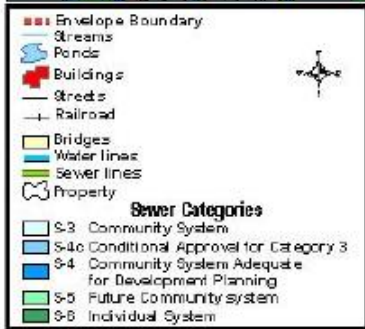 Envelope Boundary
Streams
Ponds
Buildings
Streets
Railroad
Bridges
Water lines
Sewer lines
Property
Sewer Categories
S-3 Community System
S-4c Conditional Approval for Category 3
S-4 Community System Adequate
for Development Planning
S-5 Future Community system
S-6 Individual System